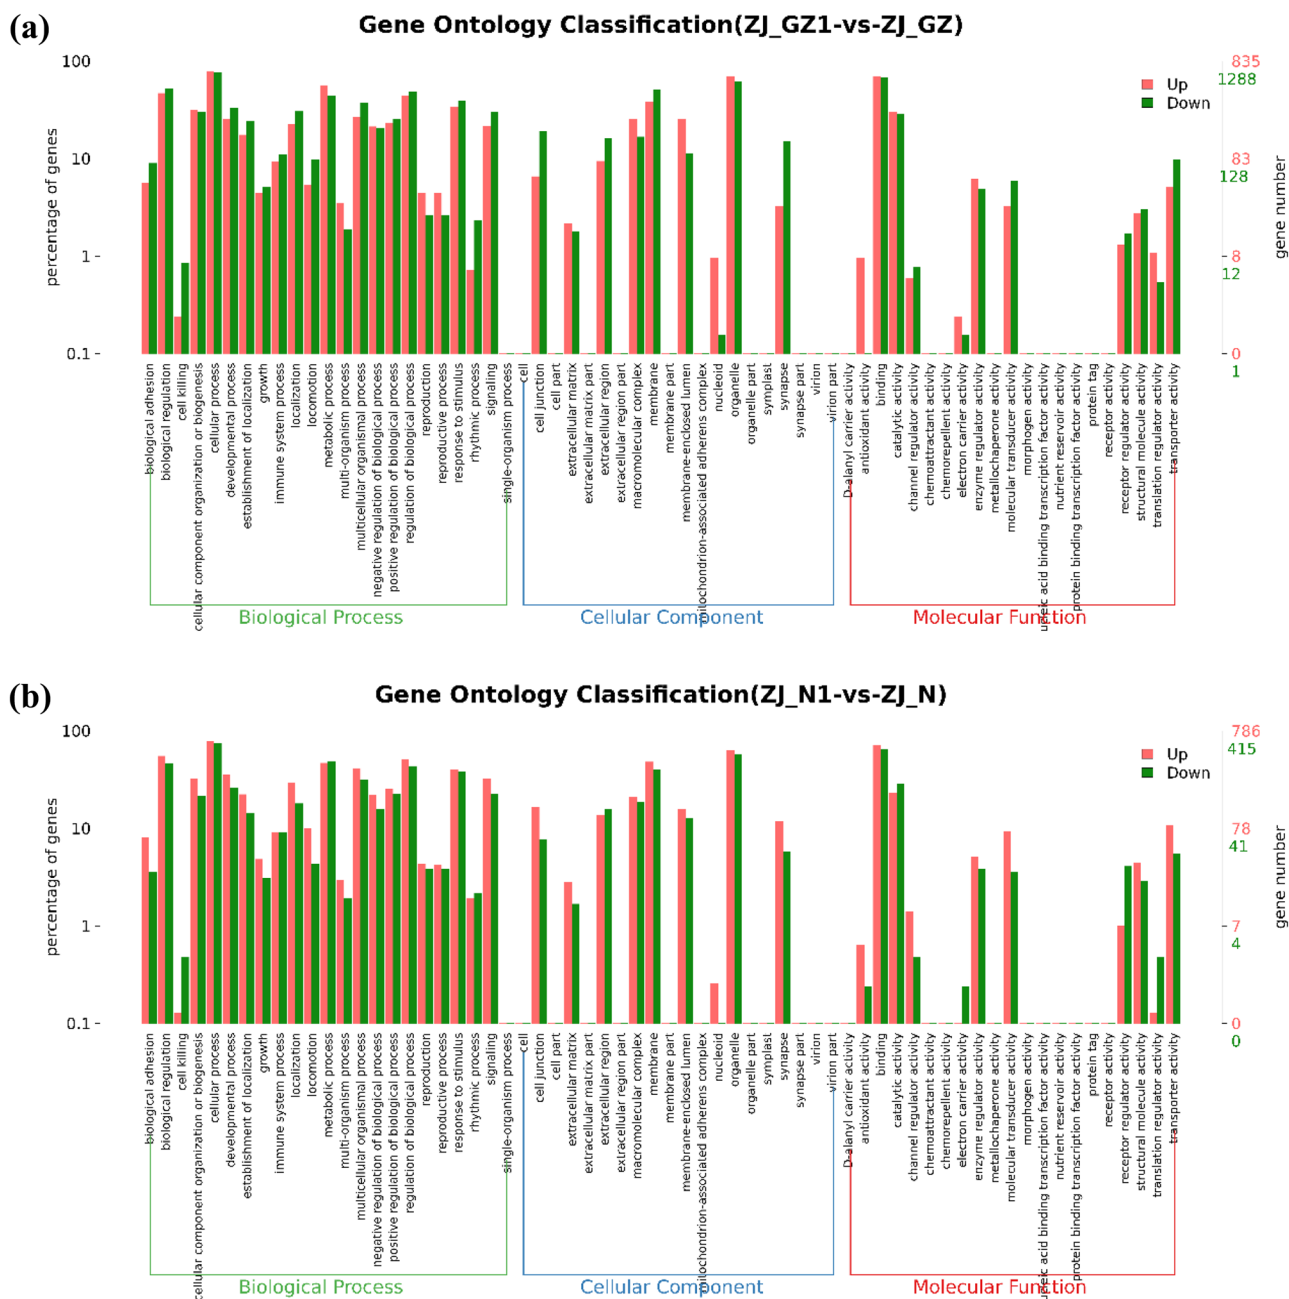 (a)
Gene Ontology Classification(ZJ_GZ1-vs-ZJ_GZ)
percentage of genes
100
10
1
0.1
Up
Down
835
1288
83
128
8
12
0
1
gene number
biological adhesion
biological regulation
cell killing
cellular component organization or biogenesis
cellular process
developmental process
establishment of localization
growth
immune system process
localization
locomotion
metabolic process
multi-organism process
multicellular organismal process
negative regulation of biological process
positive regulation of biological process
regulation of biological process
reproduction
reproductive process
response to stimulus
rhythmic process
signaling
single-organism process
cell
cell junction
cell part
extracellular matrix
extracellular matrix part
extracellular region
extracellular region part
macromolecular complex
membrane
membrane part
membrane-enclosed lumen
mitochondrion-associated adherens complex
nucleoid
organelle
organelle part
symplast
synapse
synapse part
virion
virion part
D-alanyl carrier activity
antioxidant activity
binding
catalytic activity
channel regulator activity
chemoattractant activity
chemorepellent activity
electron carrier activity
enzyme regulator activity
metallochaperone activity
molecular transducer activity
morphogen activity
ucleic acid binding transcription factor activity
nutrient reservoir activity
protein binding transcription factor activity
protein tag
receptor activity
receptor regulator activity
structural molecule activity
translation regulator activity
transporter activity
Biological Process
Cellular Component
Molecular Function
(b)
Gene Ontology Classification(ZJ_N1-vs-ZJ_N)
percentage of genes
100
10
1
0.1
Up
Down
786
415
78
41
7
4
0
0
gene number
biological adhesion
biological regulation
cell killing
cellular component organization or biogenesis
cellular process
developmental process
establishment of localization
growth
immune system process
localization
locomotion
metabolic process
multi-organism process
multicellular organismal process
negative regulation of biological process
positive regulation of biological process
regulation of biological process
reproduction
reproductive process
response to stimulus
rhythmic process
signaling
single-organism process
cell
cell junction
cell part
extracellular matrix
extracellular matrix part
extracellular region
extracellular region part
macromolecular complex
membrane
membrane part
membrane-enclosed lumen
mitochondrion-associated adherens complex
nucleoid
organelle
organelle part
symplast
synapse
synapse part
virion
virion part
D-alanyl carrier activity
antioxidant activity
binding
catalytic activity
channel regulator activity
chemoattractant activity
chemorepellent activity
electron carrier activity
enzyme regulator activity
metallochaperone activity
molecular transducer activity
morphogen activity
ucleic acid binding transcription factor activity
nutrient reservoir activity
protein binding transcription factor activity
protein tag
receptor activity
receptor regulator activity
structural molecule activity
translation regulator activity
transporter activity
Biological Process
Cellular Component
Molecular Function